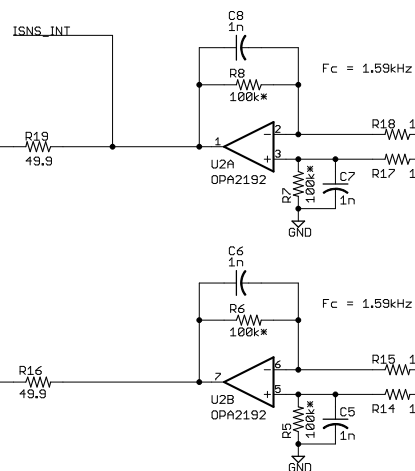 ISNS_INT
C8
1n
Fc = 1.59kHz
R8
100k*
R19
49.9
1
2
3
U2A
OPA2192
R18
R17
R7
100k*
C7
1n
GND
C6
1n
Fc = 1.59kHz
R6
100k*
R16
49.9
7
6
5
U2B
OPA2192
R15
R14
R5
100k*
C5
1n
GND